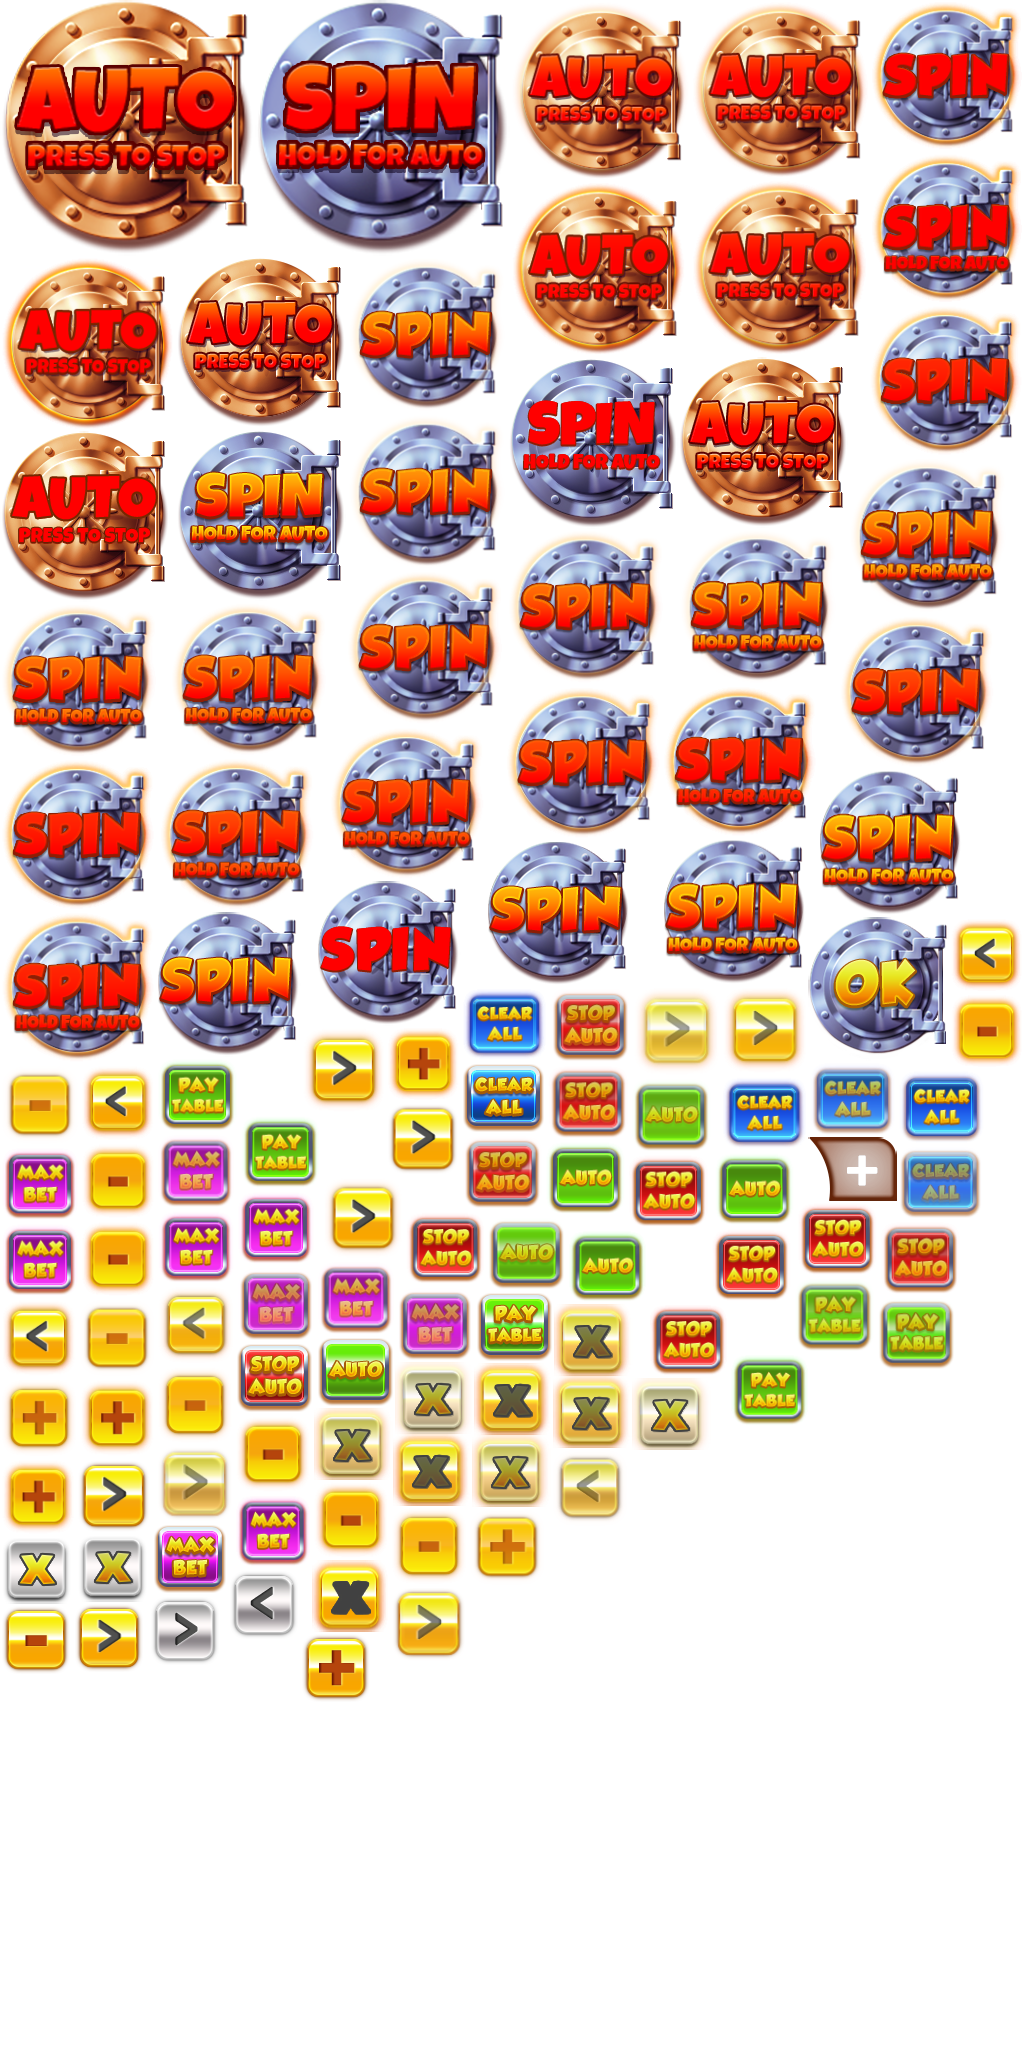 AUTO
PRESS TO STOP
SPIN
HOLD FOR AUTO
AUTO
PRESS TO STOP
AUTO
PRESS TO STOP
SPIN
SPIN
HOLD FOR AUTO
AUTO
PRESS TO STOP
AUTO
PRESS TO STOP
AUTO
PRESS TO STOP
AUTO
PRESS TO STOP
SPIN
SPIN
SPIN
HOLD FOR AUTO
AUTO
PRESS TO STOP
AUTO
PRESS TO STOP
SPIN
HOLD FOR AUTO
SPIN
SPIN
HOLD FOR AUTO
SPIN
SPIN
HOLD FOR AUTO
SPIN
HOLD FOR AUTO
SPIN
HOLD FOR AUTO
SPIN
SPIN
SPIN
SPIN
HOLD FOR AUTO
SPIN
SPIN
HOLD FOR AUTO
SPIN
HOLD FOR AUTO
SPIN
HOLD FOR AUTO
SPIN
SPIN
HOLD FOR AUTO
SPIN
HOLD FOR AUTO
SPIN
SPIN
OK
<
-
CLEAR
ALL
STOP
AUTO
>
>
>
+
-
<
PAY
TABLE
CLEAR
ALL
STOP
AUTO
AUTO
CLEAR
ALL
CLEAR
ALL
CLEAR
ALL
>
PAY
TABLE
MAX
BET
-
MAX
BET
STOP
AUTO
AUTO
STOP
AUTO
AUTO
+
CLEAR
ALL
MAX
BET
-
MAX
BET
MAX
BET
>
STOP
AUTO
AUTO
AUTO
STOP
AUTO
STOP
AUTO
STOP
AUTO
<
-
<
MAX
BET
MAX
BET
MAX
BET
PAY
TABLE
X
STOP
AUTO
PAY
TABLE
PAY
TABLE
+
+
-
STOP
AUTO
AUTO
X
X
X
X
PAY
TABLE
+
>
>
-
X
X
X
<
X
X
MAX
BET
MAX
BET
-
-
+
-
>
>
<
X
>
+